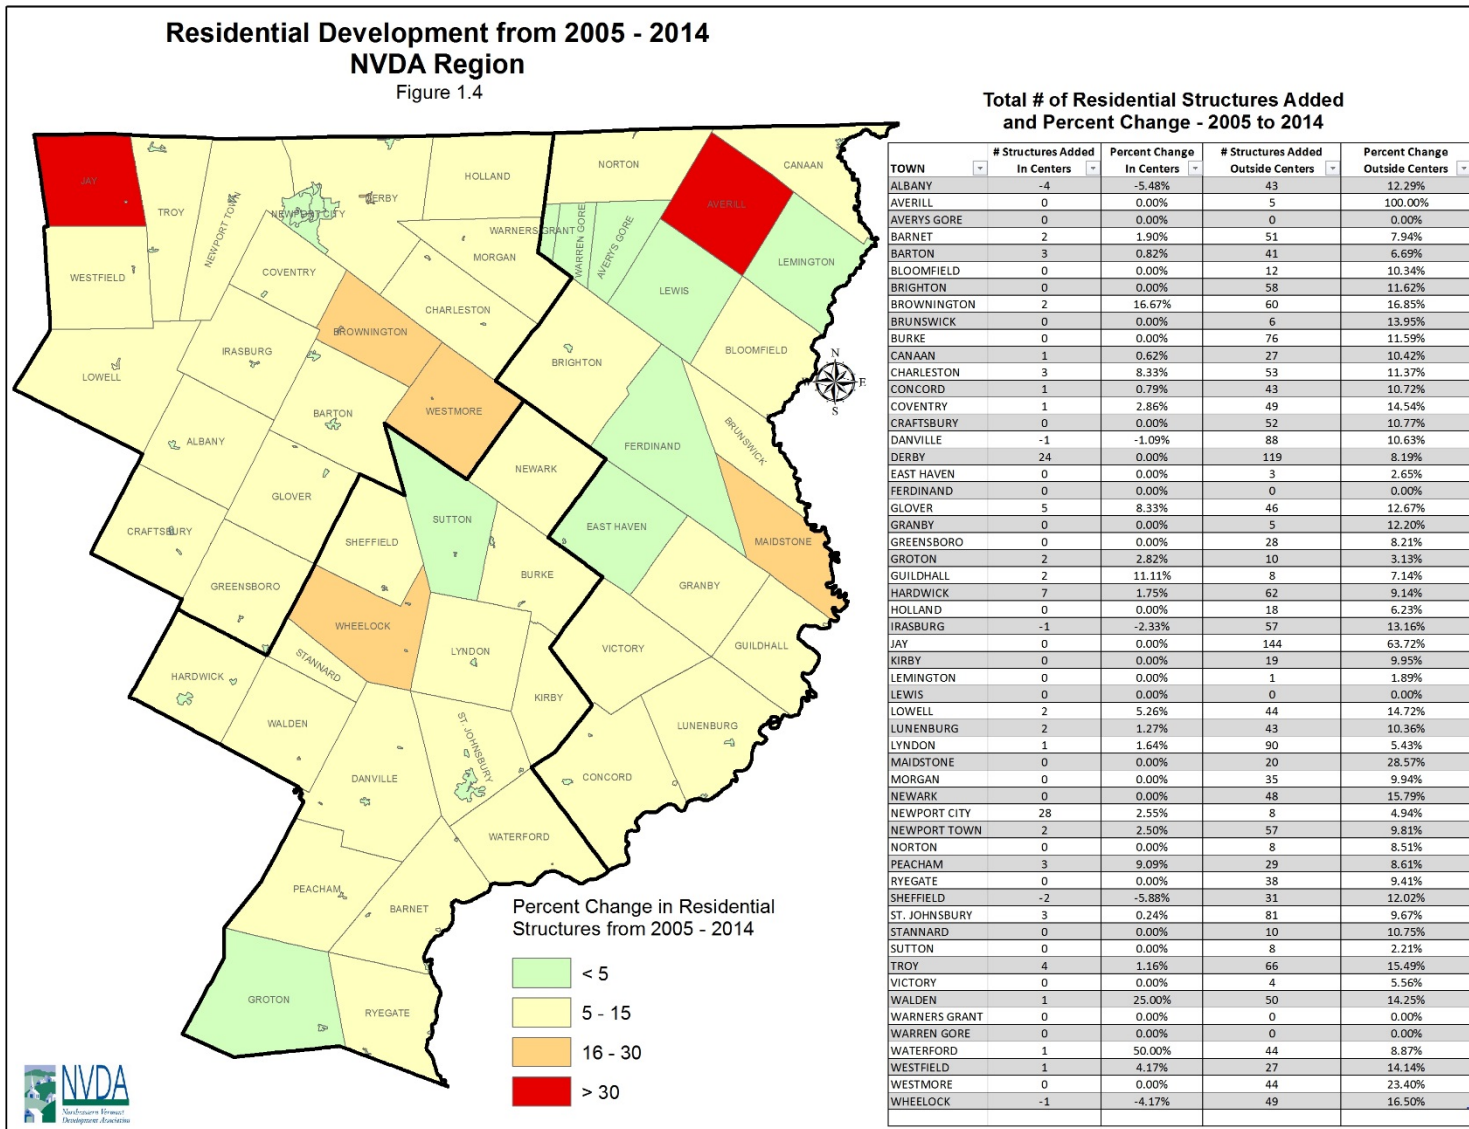 Residential Development from 2005 - 2014
NVDA Region
Figure 1.4
JAY
TROY
NEWPORT TOWN
NEWPORT CITY
DERBY
HOLLAND
NORTON
CANAAN
AVERILL
WARNERS GRANT
WARREN GORE
AVERYS GORE
LEMINGTON
WESTFIELD
COVENTRY
MORGAN
LEWIS
CHARLESTON
BROWNINGTON
BLOOMFIELD
LOWELL
IRASBURG
BRIGHTON
N
W
E
S
BARTON
WESTMORE
ALBANY
BRUNSWICK
FERDINAND
NEWARK
GLOVER
CRAFTSBURY
SUTTON
EAST HAVEN
SHEFFIELD
MAIDSTONE
BURKE
GRANBY
GREENSBORO
WHEELOCK
STANNARD
LYNDON
VICTORY
GUILDHALL
HARDWICK
KIRBY
WALDEN
ST. JOHNSBURY
LUNENBURG
DANVILLE
CONCORD
WATERFORD
PEACHAM
BARNET
GROTON
RYEGATE
Percent Change in Residential
Structures from 2005 - 2014
< 5
5 - 15
16 - 30
> 30
NVDA
Northeastern Vermont
Development Association
Total # of Residential Structures Added
and Percent Change - 2005 to 2014
# Structures Added Percent Change # Structures Added Percent Change
TOWN In Centers In Centers Outside Centers Outside Centers
ALBANY -4 -5.48% 43 12.29%
AVERILL 0 0.00% 5 100.00%
AVERYS GORE 0 0.00% 0 0.00%
BARNET 2 1.90% 51 7.94%
BARTON 3 0.82% 41 6.69%
BLOOMFIELD 0 0.00% 12 10.34%
BRIGHTON 0 0.00% 58 11.62%
BROWNINGTON 2 16.67% 60 16.85%
BRUNSWICK 0 0.00% 6 13.95%
BURKE 0 0.00% 76 11.59%
CANAAN 1 0.62% 27 10.42%
CHARLESTON 3 8.33% 53 11.37%
CONCORD 1 0.79% 43 10.72%
COVENTRY 1 2.86% 49 14.54%
CRAFTSBURY 0 0.00% 52 10.77%
DANVILLE -1 -1.09% 88 10.63%
DERBY 24 0.00% 119 8.19%
EAST HAVEN 0 0.00% 3 2.65%
FERDINAND 0 0.00% 0 0.00%
GLOVER 5 8.33% 46 12.67%
GRANBY 0 0.00% 5 12.20%
GREENSBORO 0 0.00% 28 8.21%
GROTON 2 2.82% 10 3.13%
GUILDHALL 2 11.11% 8 7.14%
HARDWICK 7 1.75% 62 9.14%
HOLLAND 0 0.00% 18 6.23%
IRASBURG -1 -2.33% 57 13.16%
JAY 0 0.00% 144 63.72%
KIRBY 0 0.00% 19 9.95%
LEMINGTON 0 0.00% 1 1.89%
LEWIS 0 0.00% 0 0.00%
LOWELL 2 5.26% 44 14.72%
LUNENBURG 2 1.27% 43 10.36%
LYNDON 1 1.64% 90 5.43%
MAIDSTONE 0 0.00% 20 28.57%
MORGAN 0 0.00% 35 9.94%
NEWARK 0 0.00% 48 15.79%
NEWPORT CITY 28 2.55% 8 4.94%
NEWPORT TOWN 2 2.50% 57 9.81%
NORTON 0 0.00% 8 8.51%
PEACHAM 3 9.09% 29 8.61%
RYEGATE 0 0.00% 38 9.41%
SHEFFIELD -2 -5.88% 31 12.02%
ST. JOHNSBURY 3 0.24% 81 9.67%
STANNARD 0 0.00% 10 10.75%
SUTTON 0 0.00% 8 2.21%
TROY 4 1.16% 66 15.49%
VICTORY 0 0.00% 4 5.56%
WALDEN 1 25.00% 50 14.25%
WARNERS GRANT 0 0.00% 0 0.00%
WARREN GORE 0 0.00% 0 0.00%
WATERFORD 1 50.00% 44 8.87%
WESTFIELD 1 4.17% 27 14.14%
WESTMORE 0 0.00% 44 23.40%
WHEELOCK -1 -4.17% 49 16.50%